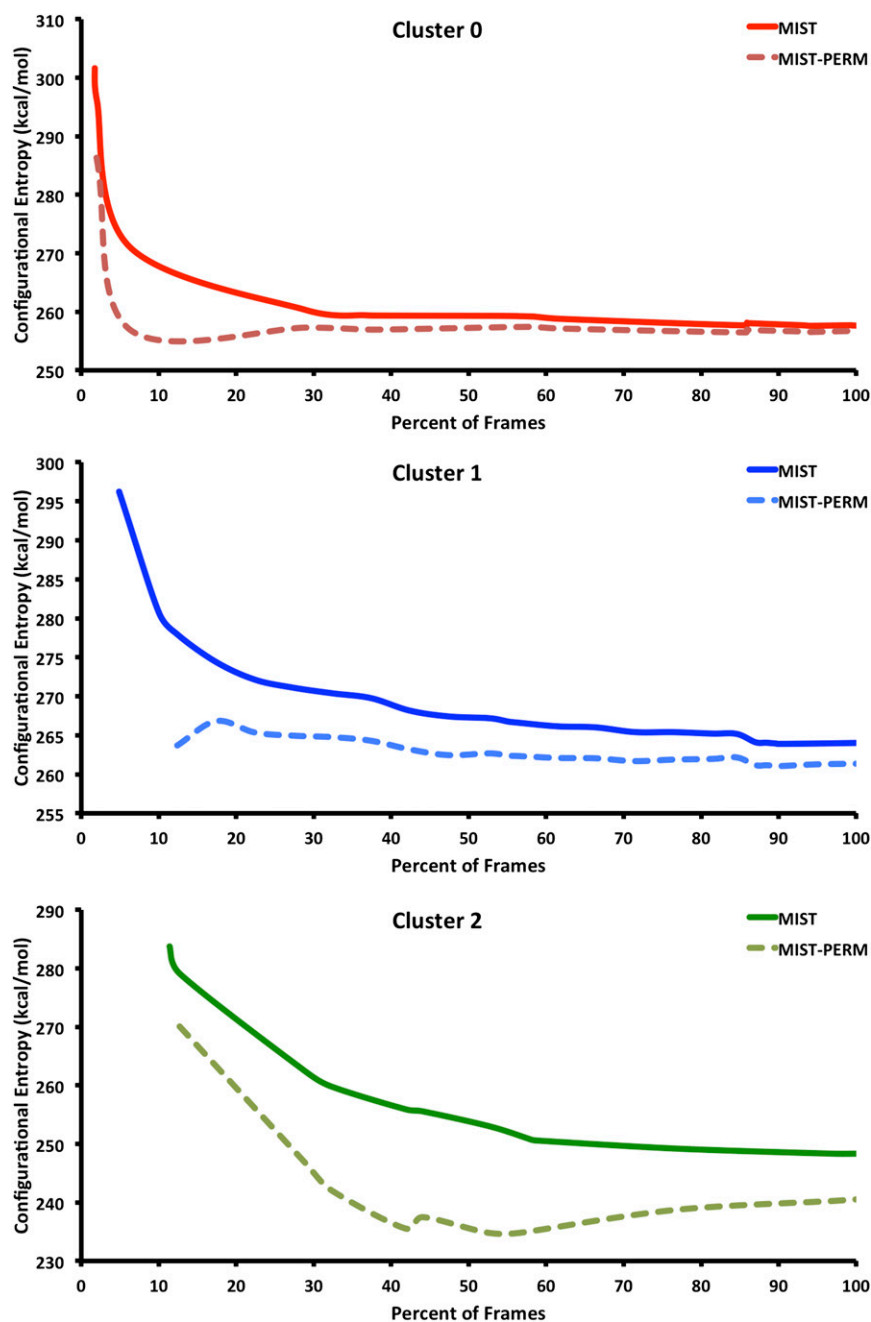 Cluster 0
MIST
MIST-PERM
Configurational Entropy (kcal/mol)
310
300
290
280
270
260
250
0 10 20 30 40 50 60 70 80 90 100
Percent of Frames
Cluster 1
MIST
MIST-PERM
Configurational Entropy (kcal/mol)
300
295
290
285
280
275
270
265
260
255
0 10 20 30 40 50 60 70 80 90 100
Percent of Frames
Cluster 2
MIST
MIST-PERM
Configurational Entropy (kcal/mol)
290
280
270
260
250
240
230
0 10 20 30 40 50 60 70 80 90 100
Percent of Frames